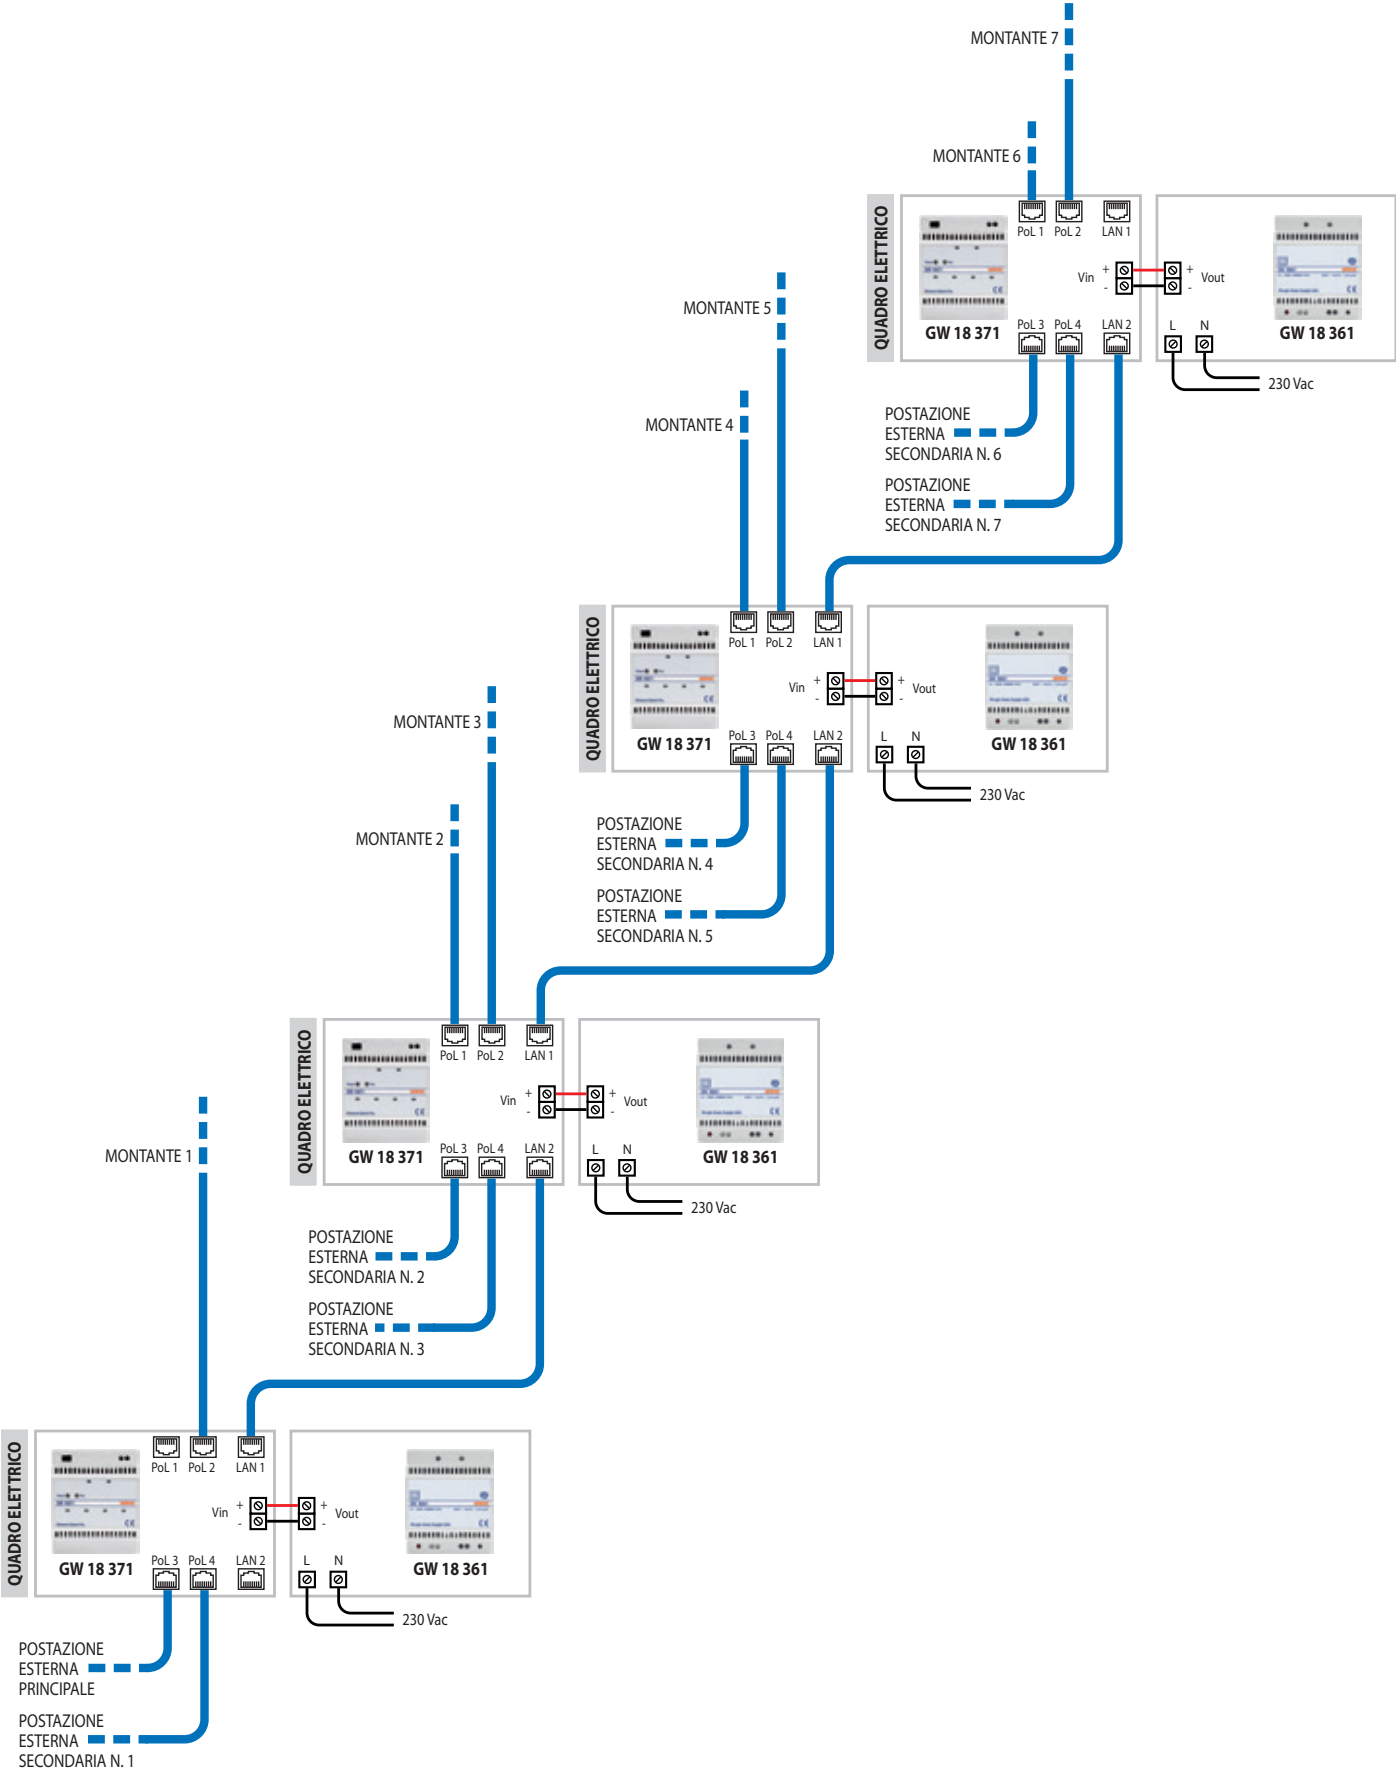 MONTANTE 7
MONTANTE 6
QUADRO ELETTRICO
PoL 1 PoL 2 LAN 1
Vin + - + - Vout
GW 18 371
PoL 3 PoL 4 LAN 2
GW 18 361
L N
230 Vac
POSTAZIONE
ESTERNA
SECONDARIA N. 6
POSTAZIONE
ESTERNA
SECONDARIA N. 7
MONTANTE 5
MONTANTE 4
QUADRO ELETTRICO
PoL 1 PoL 2 LAN 1
Vin + - + - Vout
GW 18 371
PoL 3 PoL 4 LAN 2
GW 18 361
L N
230 Vac
POSTAZIONE
ESTERNA
SECONDARIA N. 4
POSTAZIONE
ESTERNA
SECONDARIA N. 5
MONTANTE 3
MONTANTE 2
QUADRO ELETTRICO
PoL 1 PoL 2 LAN 1
Vin + - + - Vout
GW 18 371
PoL 3 PoL 4 LAN 2
GW 18 361
L N
230 Vac
POSTAZIONE
ESTERNA
SECONDARIA N. 2
POSTAZIONE
ESTERNA
SECONDARIA N. 3
MONTANTE 1
QUADRO ELETTRICO
PoL 1 PoL 2 LAN 1
Vin + - + - Vout
GW 18 371
PoL 3 PoL 4 LAN 2
GW 18 361
L N
230 Vac
POSTAZIONE
ESTERNA
PRINCIPALE
POSTAZIONE
ESTERNA
SECONDARIA N. 1